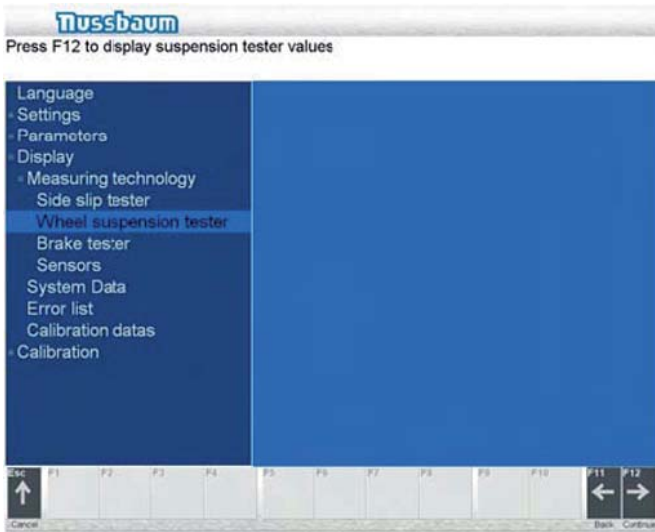 nussbaum
Press F12 to display suspension tester values
Language
Settings
Parameters
Display
Measuring technology
Side slip tester
Wheel suspension tester
Brake tester
Sensors
System Data
Error list
Calibration datas
Calibration
Esc F1 F2 F3 F4 F5 F6 F7 F8 F9 F10 F11 F12
Cancel Back Continue